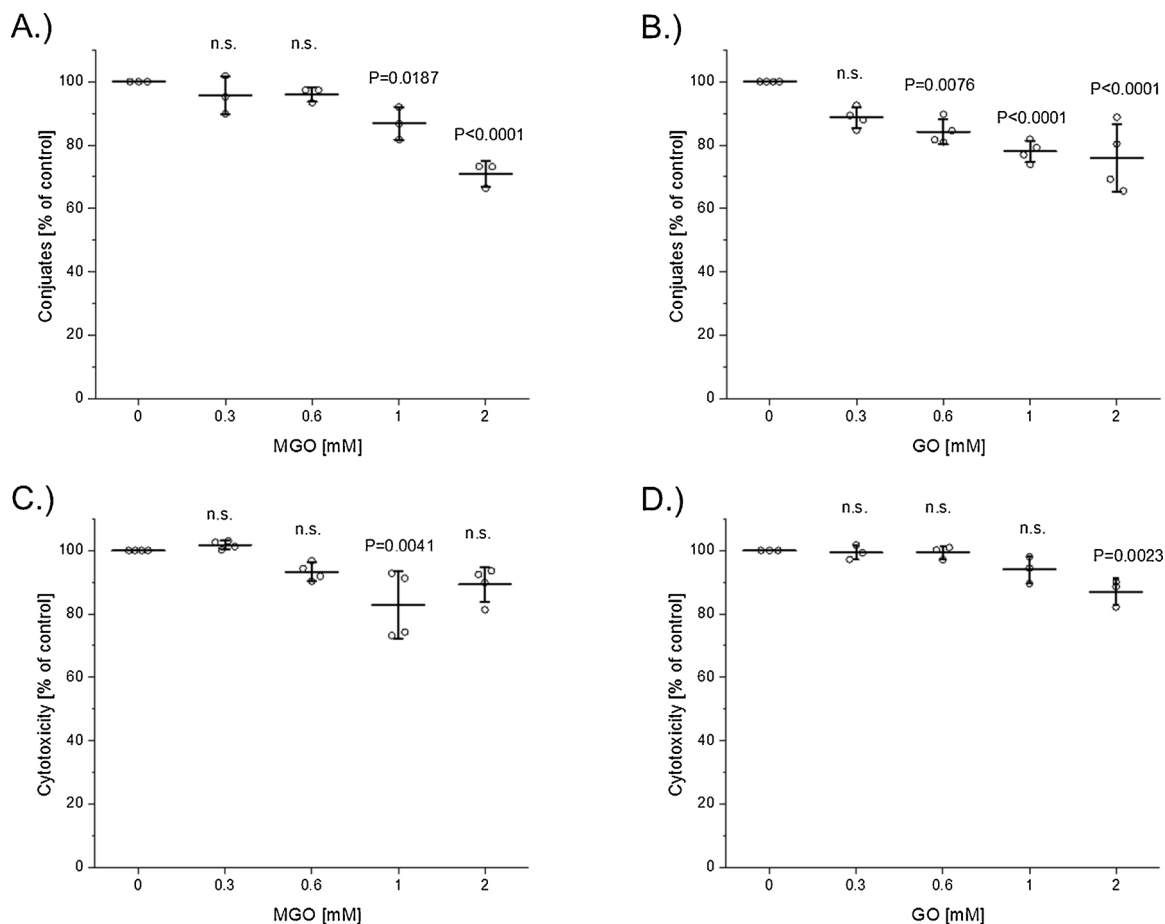 A.)
n.s.
n.s.
P=0.0187
P<0.0001
100
80
60
40
20
0
Conjuates [% of control]
0 0.3 0.6 1 2
MGO [mM]
B.)
n.s.
P=0.0076
P<0.0001
P<0.0001
100
80
60
40
20
0
Conjuates [% of control]
0 0.3 0.6 1 2
GO [mM]
C.)
n.s.
n.s.
P=0.0041
n.s.
100
80
60
40
20
0
Cytotoxicity [% of control]
0 0.3 0.6 1 2
MGO [mM]
D.)
n.s.
n.s.
n.s.
P=0.0023
100
80
60
40
20
0
Cytotoxicity [% of control]
0 0.3 0.6 1 2
GO [mM]